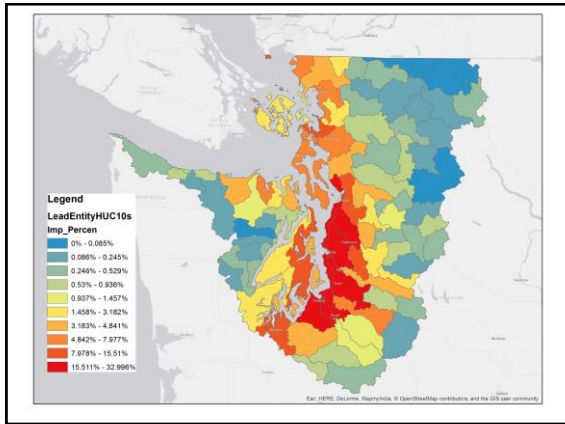 Legend
LeadEntityHUC10s
Imp_Percen
0% - 0.085%
0.086% - 0.245%
0.246% - 0.529%
0.53% - 0.936%
0.937% - 1.457%
1.458% - 3.182%
3.183% - 4.841%
4.842% - 7.977%
7.978% - 15.51%
15.511% - 32.996%
Esri, HERE, DeLorme, MapmyIndia, © OpenStreetMap contributors, and the GIS user community